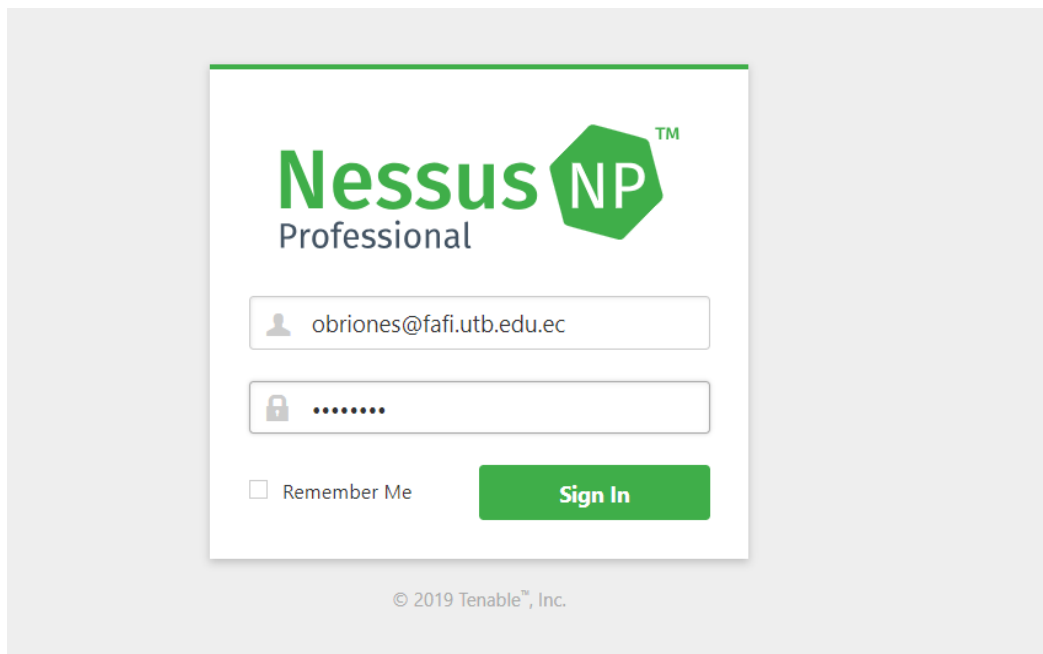 Nessus NP ™
Professional
obriones@fafi.utb.edu.ec
••••••••
Remember Me
Sign In
© 2019 Tenable™, Inc.